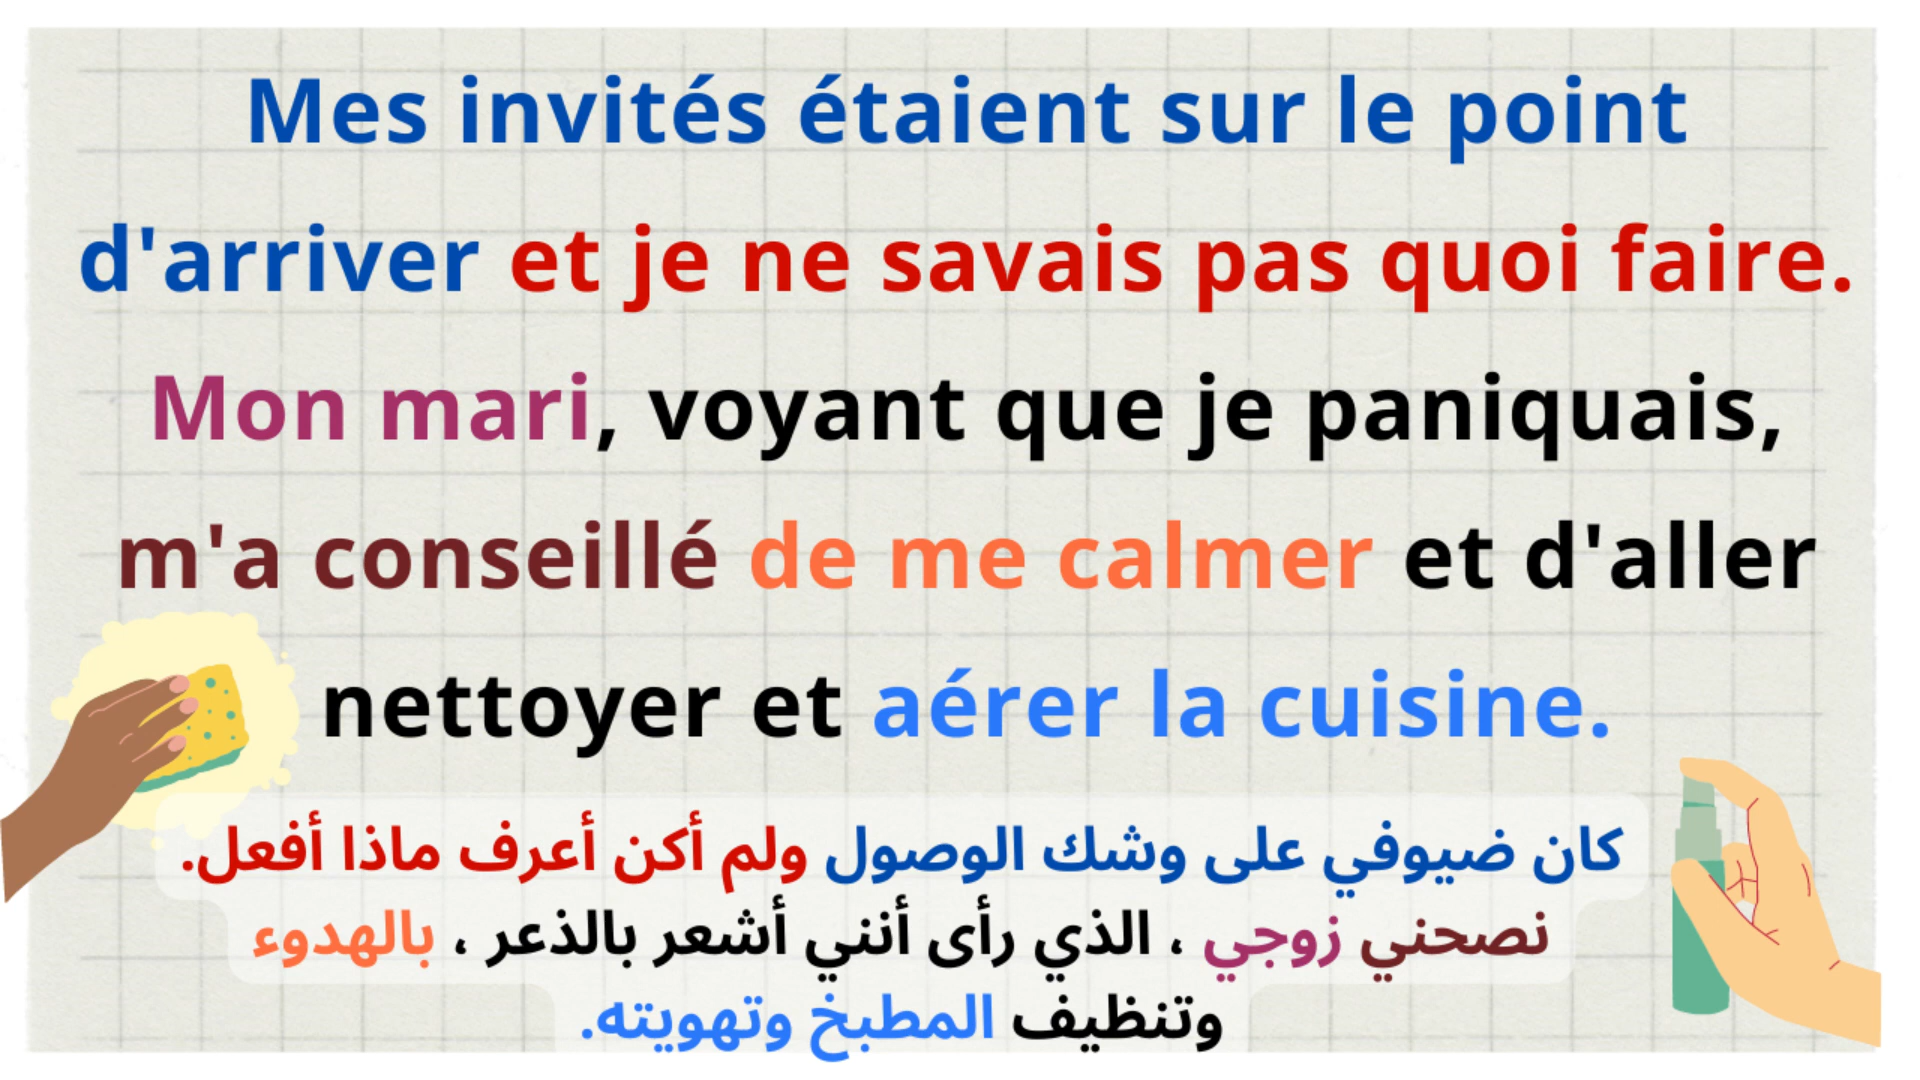 Mes invités étaient sur le point
d'arriver et je ne savais pas quoi faire.
Mon mari, voyant que je paniquais,
m'a conseillé de me calmer et d'aller
nettoyer et aérer la cuisine.
كان ضيوفي على وشك الوصول ولم أكن أعرف ماذا أفعل.
نصحني زوجي ، الذي رأى أنني أشعر بالذعر ، بالهدوء
وتنظيف المطبخ وتهويته.